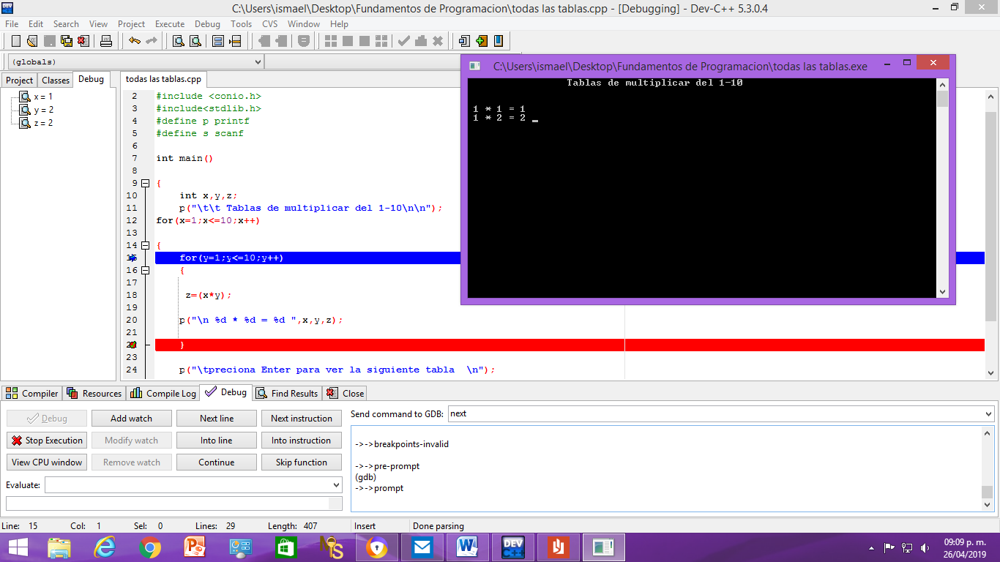 C:\Users\ismael\Desktop\Fundamentos de Programacion\todas las tablas.cpp - [Debugging] - Dev-C++ 5.3.0.4
File Edit Search View Project Execute Debug Tools CVS Window Help
(globals)
Project Classes Debug
x = 1
y = 2
z = 2
todas las tablas.cpp
2 #include <conio.h>
3 #include<stdlib.h>
4 #define p printf
5 #define s scanf
6
7 int main()
8
9 {
10 int x,y,z;
11 p("\t\t Tablas de multiplicar del 1-10\n\n");
12 for(x=1;x<=10;x++)
13
14 {
15 for(y=1;y<=10;y++)
16 {
17
18 z=(x*y);
19
20 p("\n %d * %d = %d ",x,y,z);
21
22 }
23
24 p("\tpreciona Enter para ver la siguiente tabla  \n");
C:\Users\ismael\Desktop\Fundamentos de Programacion\todas las tablas.exe
Tablas de multiplicar del 1-10
1 * 1 = 1
1 * 2 = 2 _
Compiler Resources Compile Log Debug Find Results Close
Debug Add watch Next line Next instruction
Stop Execution Modify watch Into line Into instruction
View CPU window Remove watch Continue Skip function
Evaluate:
Send command to GDB: next
->->breakpoints-invalid
->->pre-prompt
(gdb)
->->prompt
Line: 15 Col: 1 Sel: 0 Lines: 29 Length: 407 Insert Done parsing
DEV C++
09:09 p. m.
26/04/2019